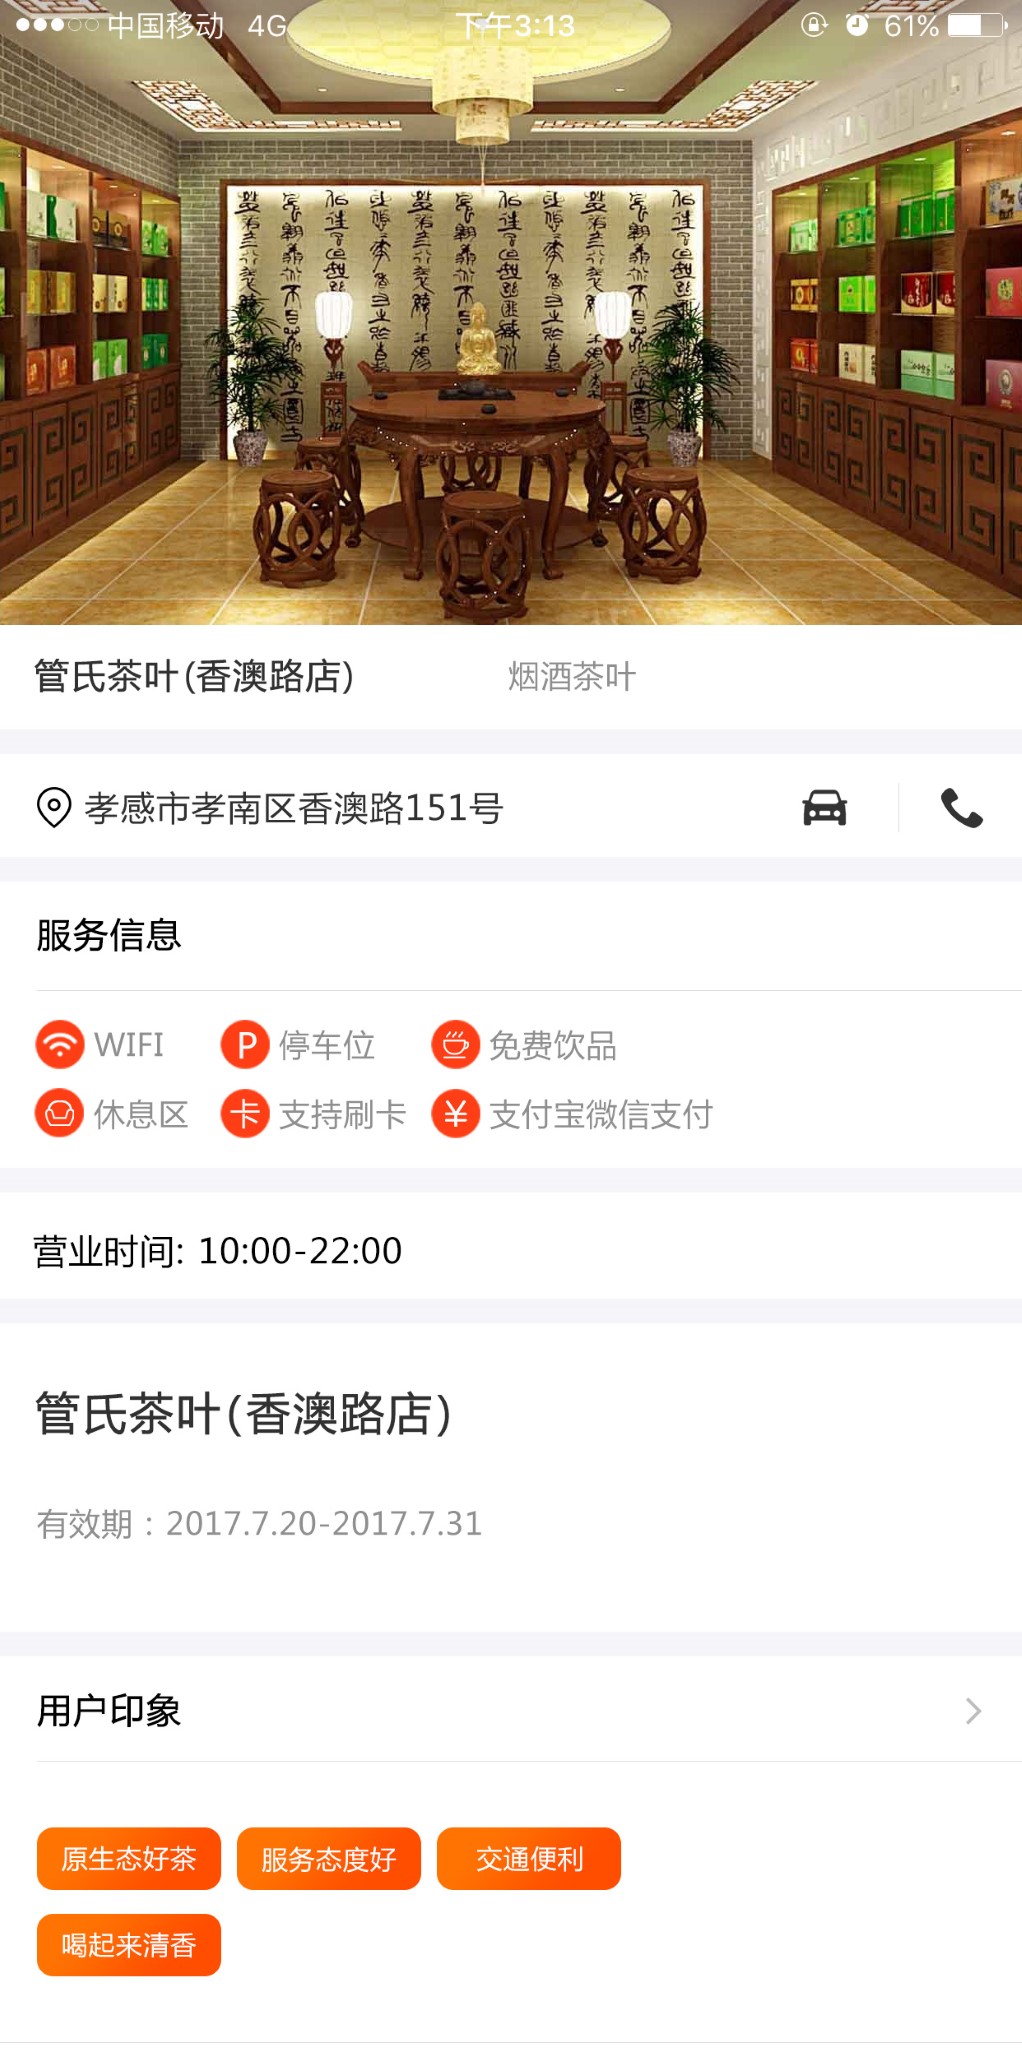 中国移动 4G 下午3:13 61%
管氏茶叶(香澳路店) 烟酒茶叶
孝感市孝南区香澳路151号
服务信息
WIFI P 停车位 免费饮品
休息区 卡 支持刷卡 ¥ 支付宝微信支付
营业时间: 10:00-22:00
管氏茶叶(香澳路店)
有效期：2017.7.20-2017.7.31
用户印象
原生态好茶 服务态度好 交通便利
喝起来清香